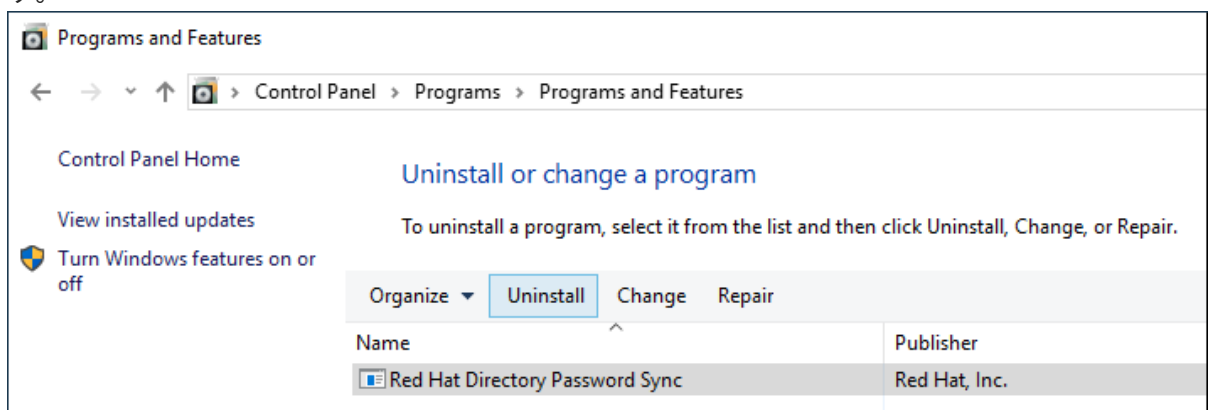 す。
Programs and Features
Control Panel > Programs > Programs and Features
Control Panel Home
Uninstall or change a program
View installed updates
To uninstall a program, select it from the list and then click Uninstall, Change, or Repair.
Turn Windows features on or
off
Organize Uninstall Change Repair
Name Publisher
Red Hat Directory Password Sync Red Hat, Inc.